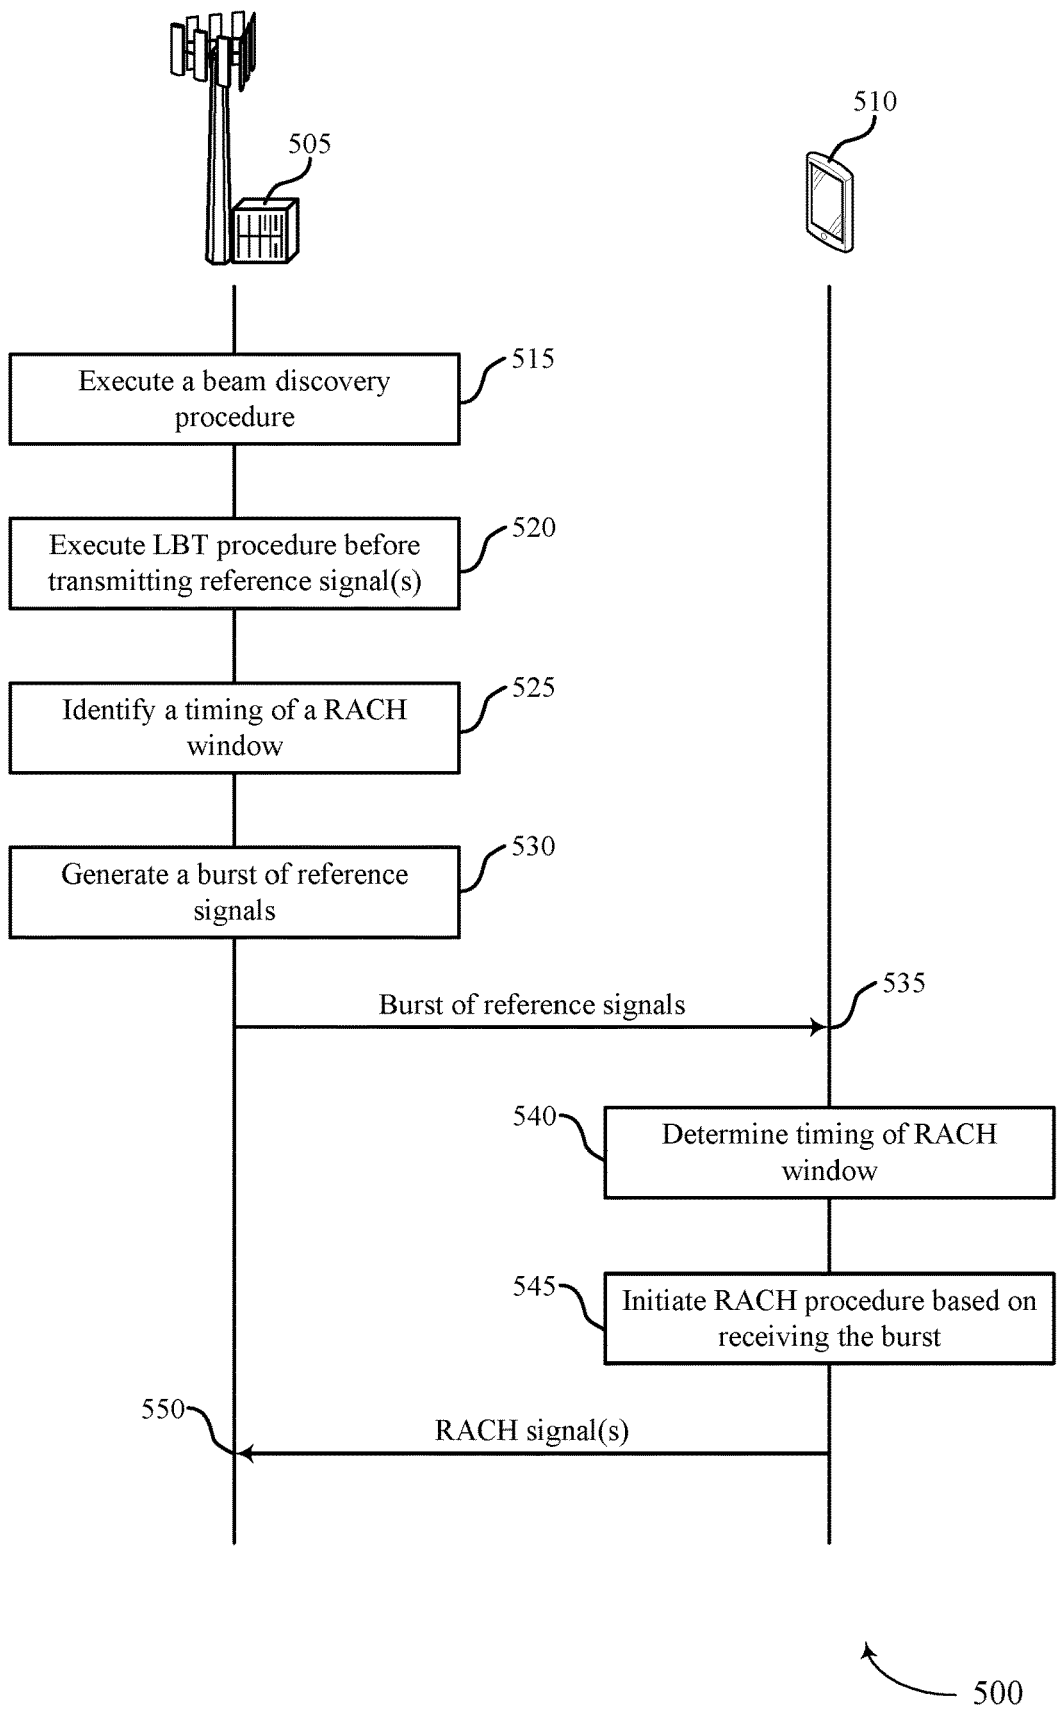 510
505
515
Execute a beam discovery
procedure
520
Execute LBT procedure before
transmitting reference signal(s)
525
Identify a timing of a RACH
window
530
Generate a burst of reference
signals
535
Burst of reference signals
540
Determine timing of RACH
window
545
Initiate RACH procedure based on
receiving the burst
550
RACH signal(s)
500